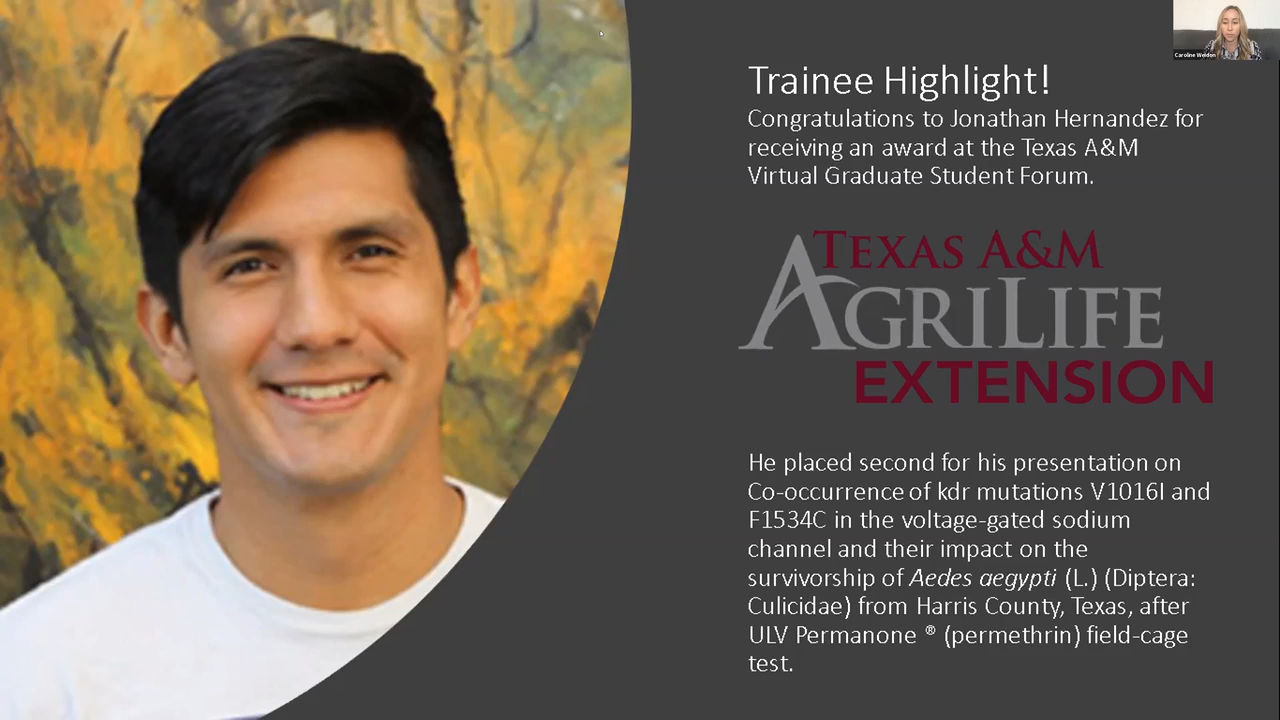 Caroline Weldon
Trainee Highlight!
Congratulations to Jonathan Hernandez for
receiving an award at the Texas A&M
Virtual Graduate Student Forum.
TEXAS A&M
AGRILIFE
EXTENSION
He placed second for his presentation on
Co-occurrence of kdr mutations V1016I and
F1534C in the voltage-gated sodium
channel and their impact on the
survivorship of Aedes aegypti (L.) (Diptera:
Culicidae) from Harris County, Texas, after
ULV Permanone ® (permethrin) field-cage
test.